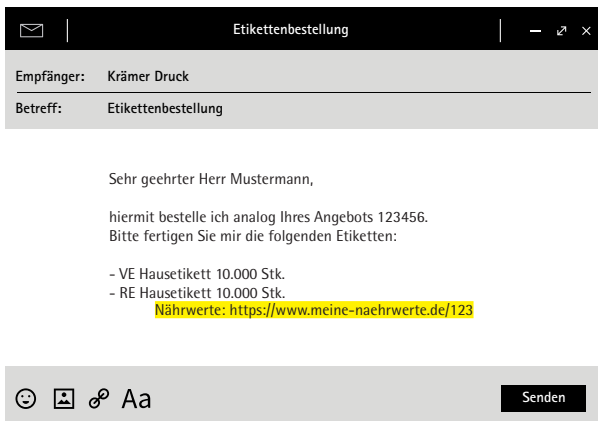 Etikettenbestellung
Empfänger: Krämer Druck
Betreff: Etikettenbestellung
Sehr geehrter Herr Mustermann,
hiermit bestelle ich analog Ihres Angebots 123456.
Bitte fertigen Sie mir die folgenden Etiketten:
- VE Hausetikett 10.000 Stk.
- RE Hausetikett 10.000 Stk.
Nährwerte: https://www.meine-naehrwerte.de/123
Aa
Senden